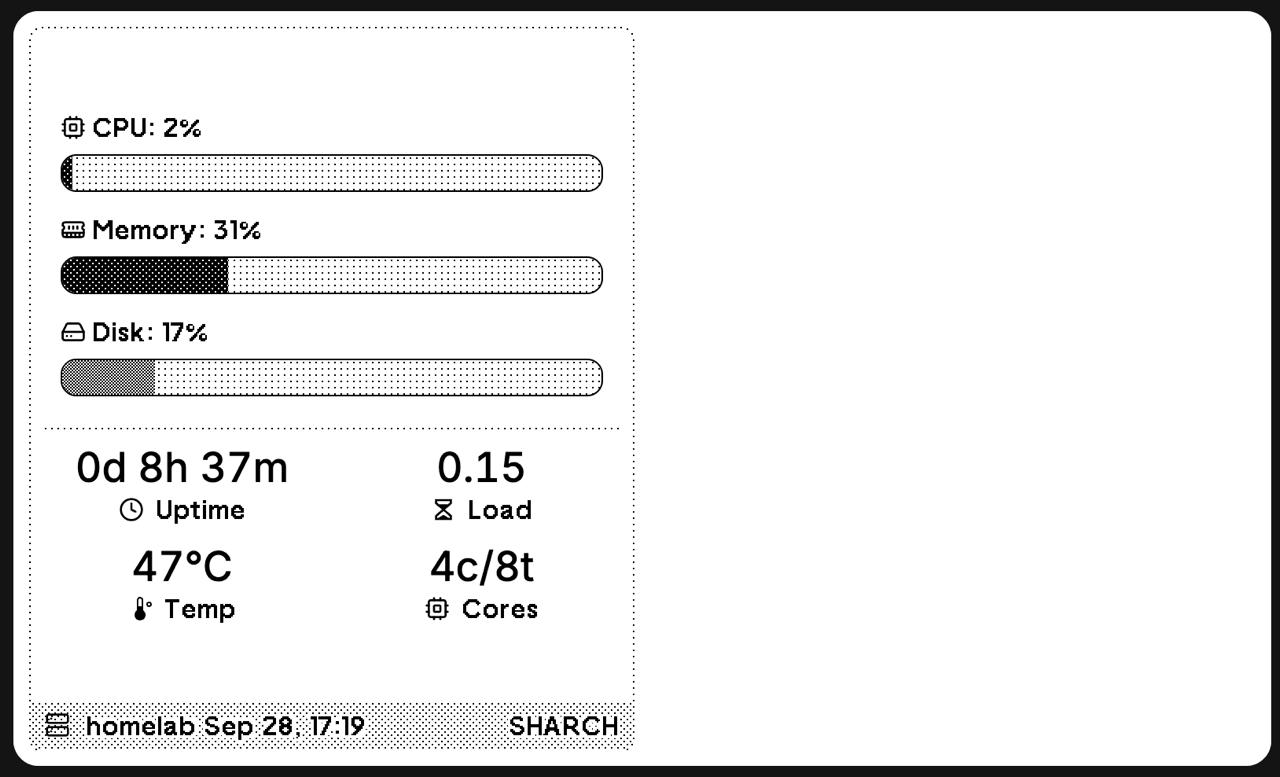 CPU: 2%
Memory: 31%
Disk: 17%
0d 8h 37m
Uptime
0.15
Load
47°C
Temp
4c/8t
Cores
homelab Sep 28, 17:19
SHARCH